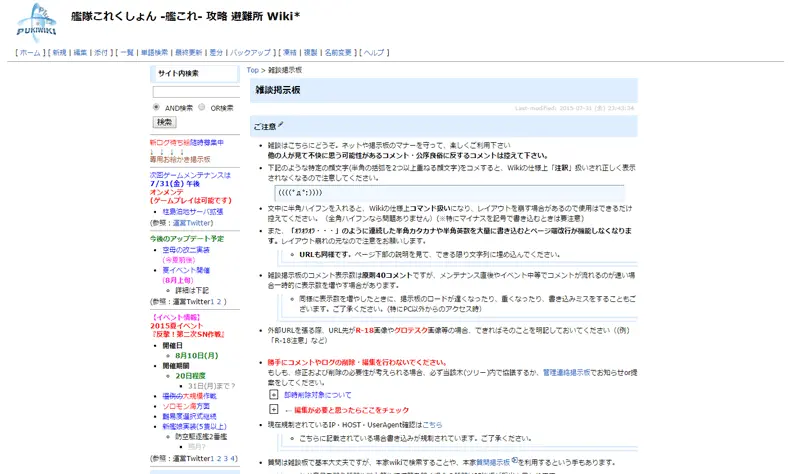 PUKIWIKI
艦隊これくしょん -艦これ- 攻略 避難所 Wiki*
[ ホーム ] [ 新規 | 編集 | 添付 ] [ 一覧 | 単語検索 | 最終更新 | 差分 | バックアップ ] [ 凍結 | 複製 | 名前変更 ] [ ヘルプ ]
サイト内検索
AND検索 OR検索
検索
新ログ待ち絵随時募集中
↓ ↓ ↓ ↓
専用お絵かき掲示板
次回ゲームメンテナンスは
7/31(金) 午後
オンメンテ
(ゲームプレイは可能です)
柱島泊地サーバ拡張
(参照：運営Twitter)
今後のアップデート予定
空母の改二実装
(今夏前後)
夏イベント開催
(8月上旬)
詳細は下記
(参照：運営Twitter1 2 )
【イベント情報】
2015夏イベント
『反撃！第二次SN作戦』
開催日
8月10日(月)
開催期間
20日程度
31日(月)まで？
恒例の大規模作戦
ソロモン海方面
難易度選択式継続
新艦娘実装(5隻以上)
防空駆逐艦2番艦
照月？
(参照：運営Twitter1 2 3 4)
Top > 雑談掲示板
雑談掲示板
Last-modified: 2015-07-31 (金) 23:43:04
ご注意
雑談はこちらにどうぞ。ネットや掲示板のマナーを守って、楽しくご利用下さい
他の人が見て不快に思う可能性があるコメント・公序良俗に反するコメントは控えて下さい。
下記のような特定の顔文字(半角の括弧を2つ以上重ねる顔文字)をコメすると、Wikiの仕様上「注釈」扱いされ正しく表示されなくなるので注意してください。
((((ﾟдﾟ;))))
文中に半角ハイフンを入れると、Wikiの仕様上コマンド扱いになり、レイアウトを崩す場合があるので使用はできるだけ控えてください。（全角ハイフンなら問題ありません）(※特にマイナスを記号で書き込むときは要注意)
また、「ｵﾜｵﾜｵﾜ・・・」のように連続した半角カタカナや半角英数を大量に書き込むとページ端改行が機能しなくなります。レイアウト崩れの元なので注意をお願いします。
URLも同様です。ページ下部の説明を見て、できる限り文字列に埋め込んでください。
雑談掲示板のコメント表示数は原則40コメントですが、メンテナンス直後やイベント中等でコメントが流れるのが速い場合一時的に表示数を増やす場合があります。
同様に表示数を増やしたときに、掲示板のロードが遅くなったり、重くなったり、書き込みミスをすることもございます。ご了承ください。(特にPC以外からのアクセス時)
外部URLを張る際、URL先がR-18画像やグロテスク画像等の場合、できればそのことを明記しておいてください（(例)「R-18注意」など）
勝手にコメントやログの削除・編集を行わないでください。
もしも、修正および削除の必要性が考えられる場合、必ず当該木(ツリー)内で協議するか、管理連絡掲示板でお知らせor提案をしてください。
+ 即時削除対象について
+ ← 編集が必要と思ったらここをチェック
現在規制されているIP・HOST・UserAgent確認はこちら
こちらに記載されている場合書き込みが規制されています。ご了承ください。
質問は雑談板で基本大丈夫ですが、本家wikiで検索することや、本家質問掲示板を利用するという手もあります。